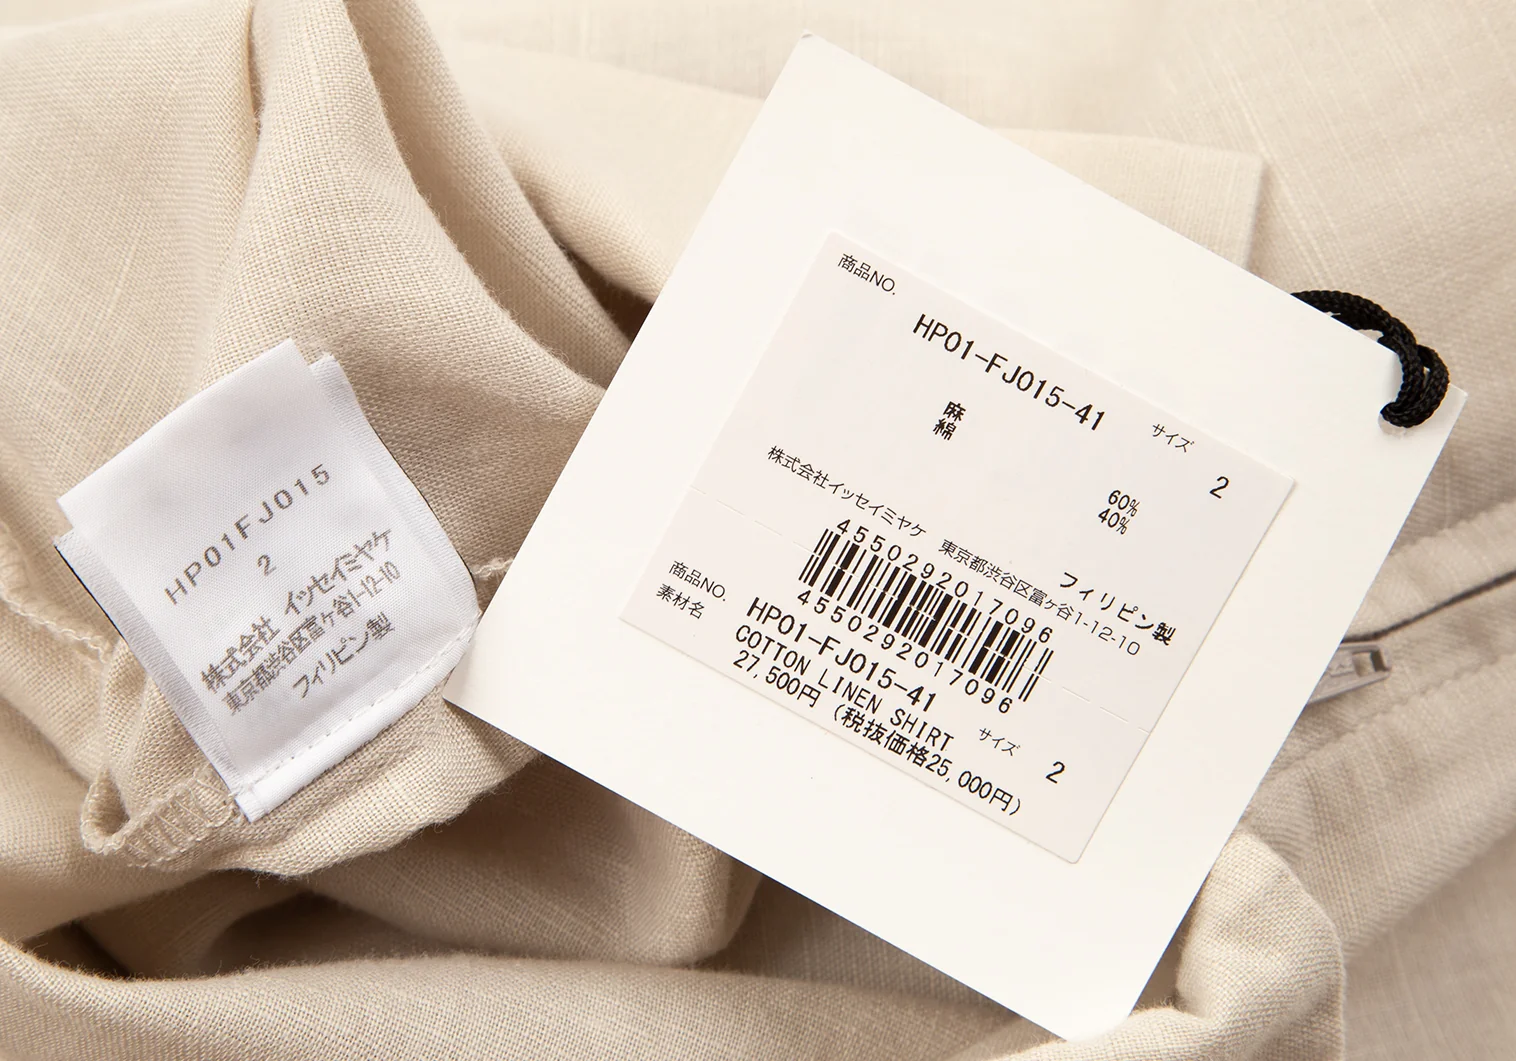 HP01FJ015
2
株式会社 イッセイミヤケ
東京都渋谷区富ヶ谷1-12-10
フィリピン製
商品NO.
HP01-FJ015-41
サイズ 2
麻 60%
綿 40%
フィリピン製
株式会社イッセイミヤケ 東京都渋谷区富ヶ谷1-12-10
4550292017096
4550292017096
商品NO. HP01-FJ015-41
素材名 COTTON LINEN SHIRT
サイズ 2
27,500円 (税抜価格25,000円)